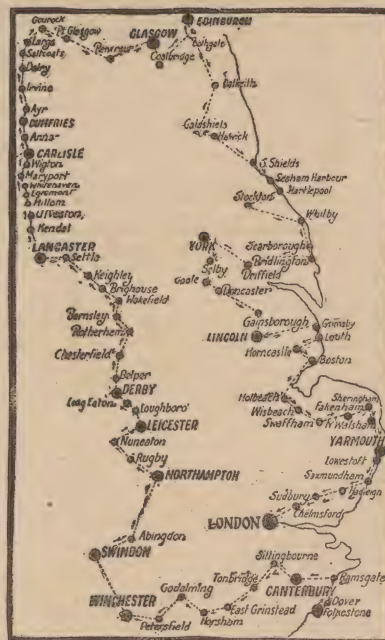 Gourock
Pt Glasgow
EDINBURGH
GLASGOW
Largs
Bathgate
Renfrew
Saltcoats
Coatbridge
Dalry
Dalkeith
Irvine
Ayr
Galashiels
DUMFRIES
Hawick
Annan
CARLISLE
S. Shields
Wigton
Maryport
Seaham Harbour
Whitehaven
Hartlepool
Egremont
Millom
Stockton
Ulveston,
Whitby
Kendal
YORK
LANCASTER
Scarborough
Settle
Bridlington
Selby
Driffield
Keighley
Goole
Doncaster
Brighouse
Wakefield
Gainsborough
Grimsby
Barnsley
LINCOLN
Louth
Rotherham
Horncastle
Chesterfield
Boston
Belper
DERBY
Holbeach
Sheringham
Long Eaton
Fakenham
Loughboro'
Wisbeach
LEICESTER
Swaffham
N Walsham
YARMOUTH
Nuneaton
Lowestoft
Rugby
Saxmundham
NORTHAMPTON
Hadleigh
Sudbury
Chelmsford
LONDON
Abingdon
SWINDON
Sittingbourne
Tonbridge
Ramsgate
Godalming
CANTERBURY
WINCHESTER
East Grinstead
Dover
Petersfield
Horsham
Folkestone